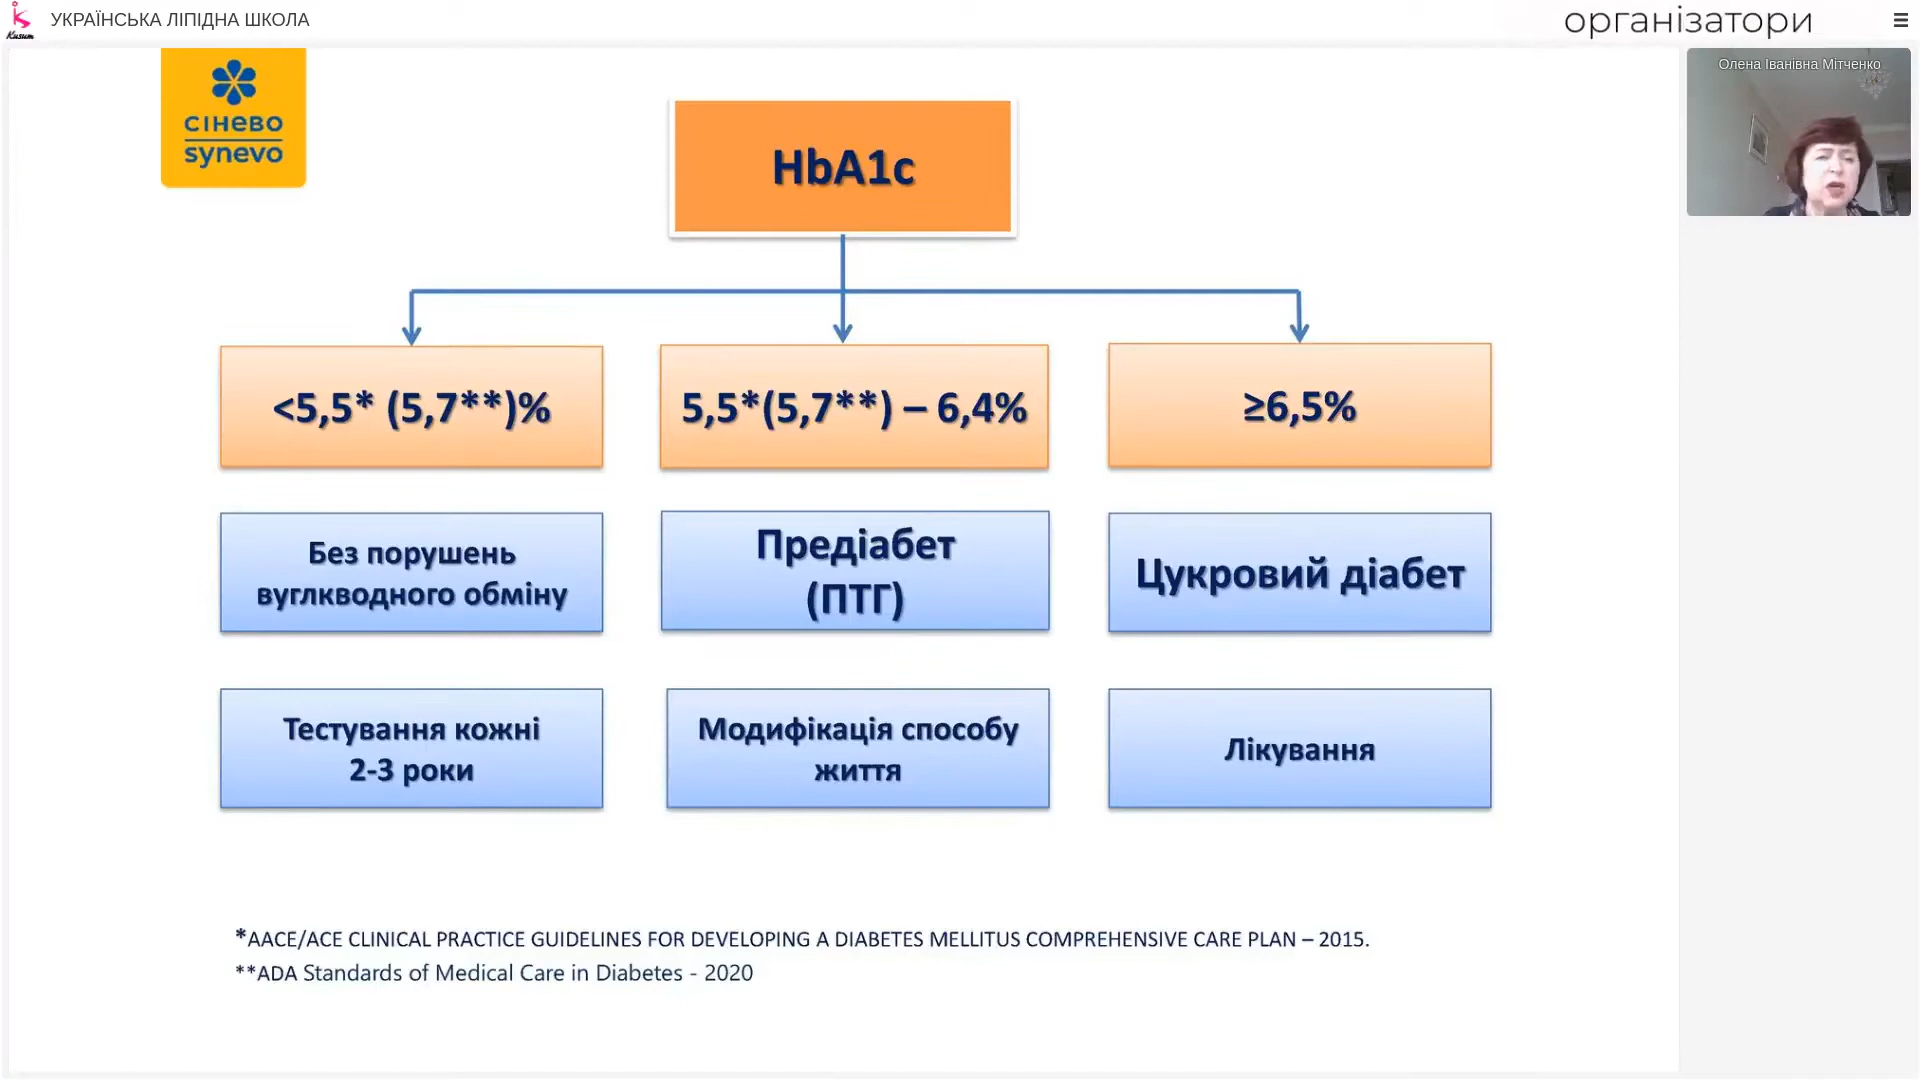 УКРАЇНСЬКА ЛІПІДНА ШКОЛА
організатори
Kusum
Олена Іванівна Мітченко
сінево
synevo
HbA1c
<5,5* (5,7**)%
5,5*(5,7**) – 6,4%
≥6,5%
Без порушень
вуглкводного обміну
Предіабет
(ПТГ)
Цукровий діабет
Тестування кожні
2-3 роки
Модифікація способу
життя
Лікування
*AACE/ACE CLINICAL PRACTICE GUIDELINES FOR DEVELOPING A DIABETES MELLITUS COMPREHENSIVE CARE PLAN – 2015.
**ADA Standards of Medical Care in Diabetes - 2020